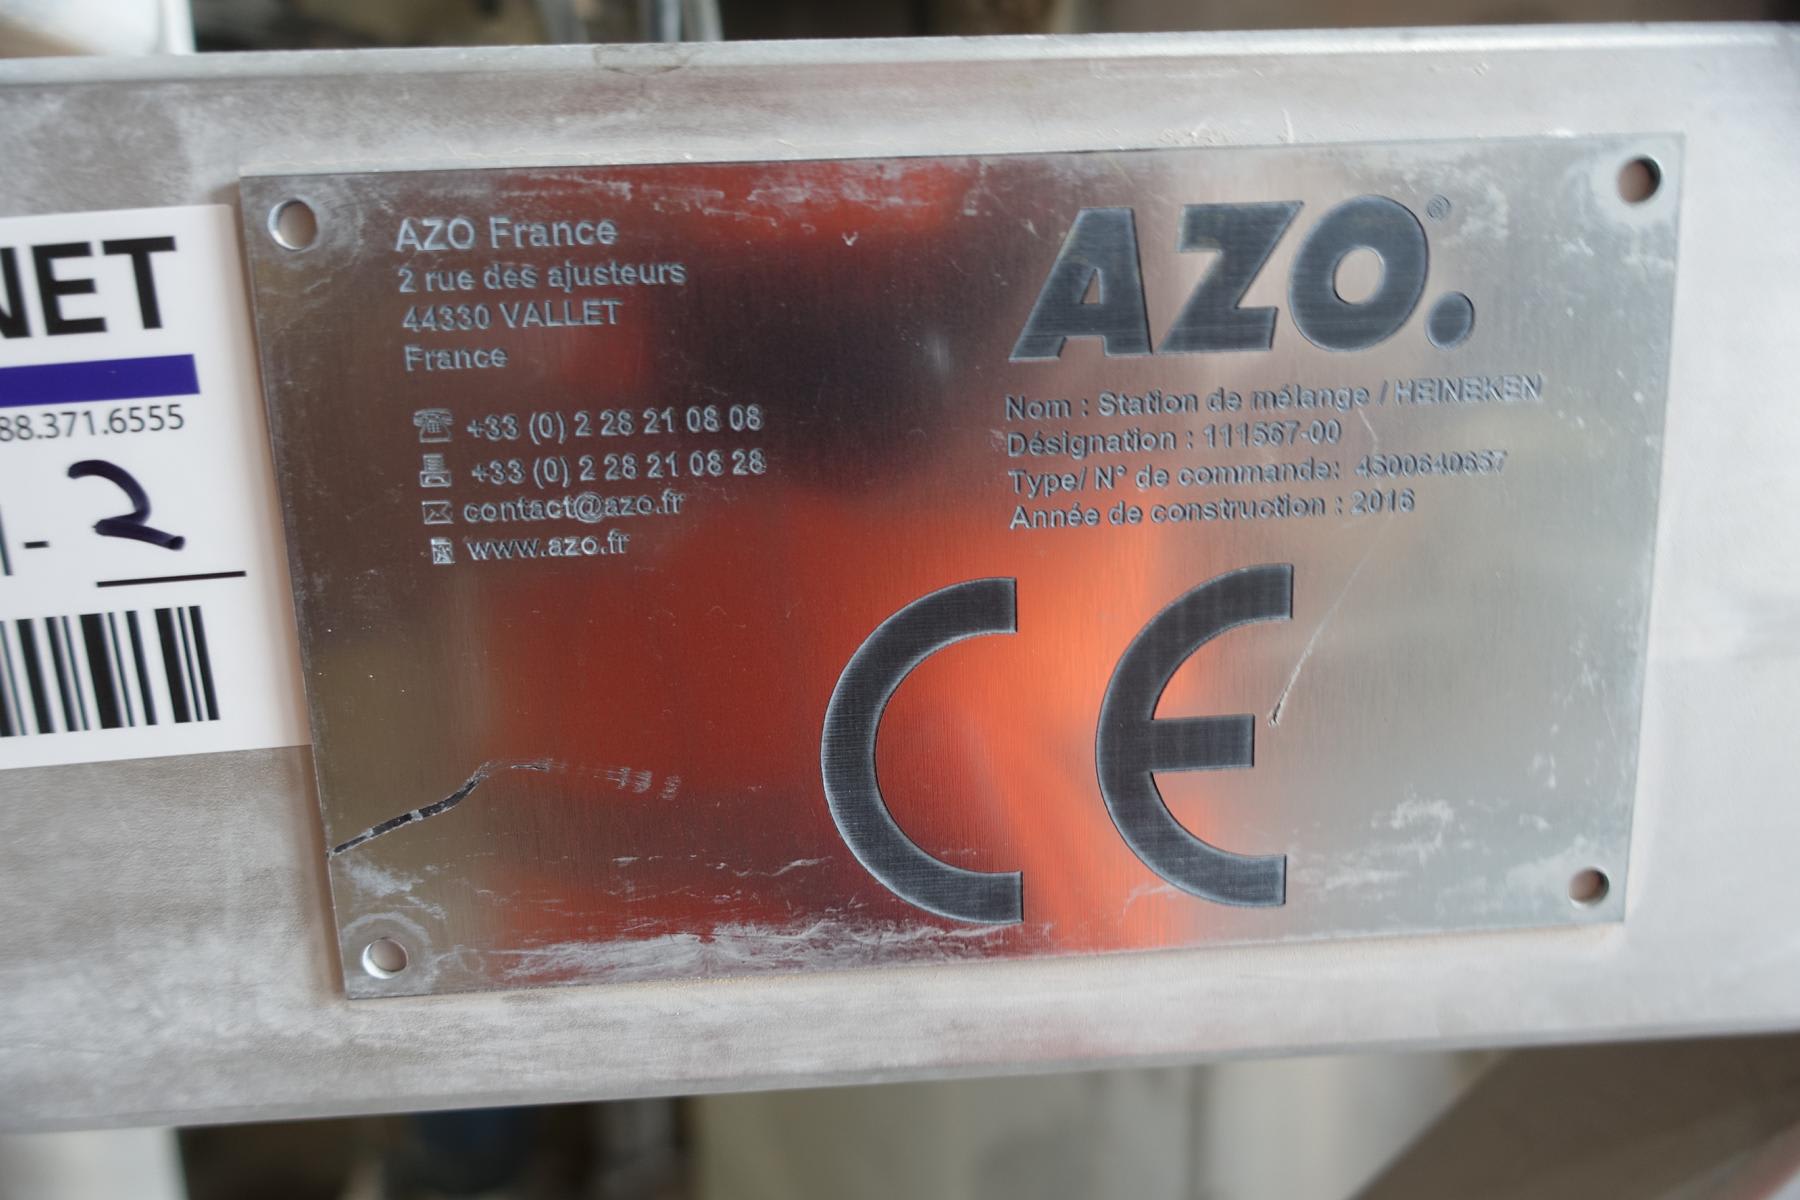 NET
88.371.6555
- 2
AZO France
2 rue des ajusteurs
44330 VALLET
France
+33 (0) 2 28 21 08 08
+33 (0) 2 28 21 08 28
contact@azo.fr
www.azo.fr
AZO.®
Nom : Station de mélange / HEINEKEN
Désignation : 111567-00
Type/ N° de commande: 4500640657
Année de construction : 2016
CE